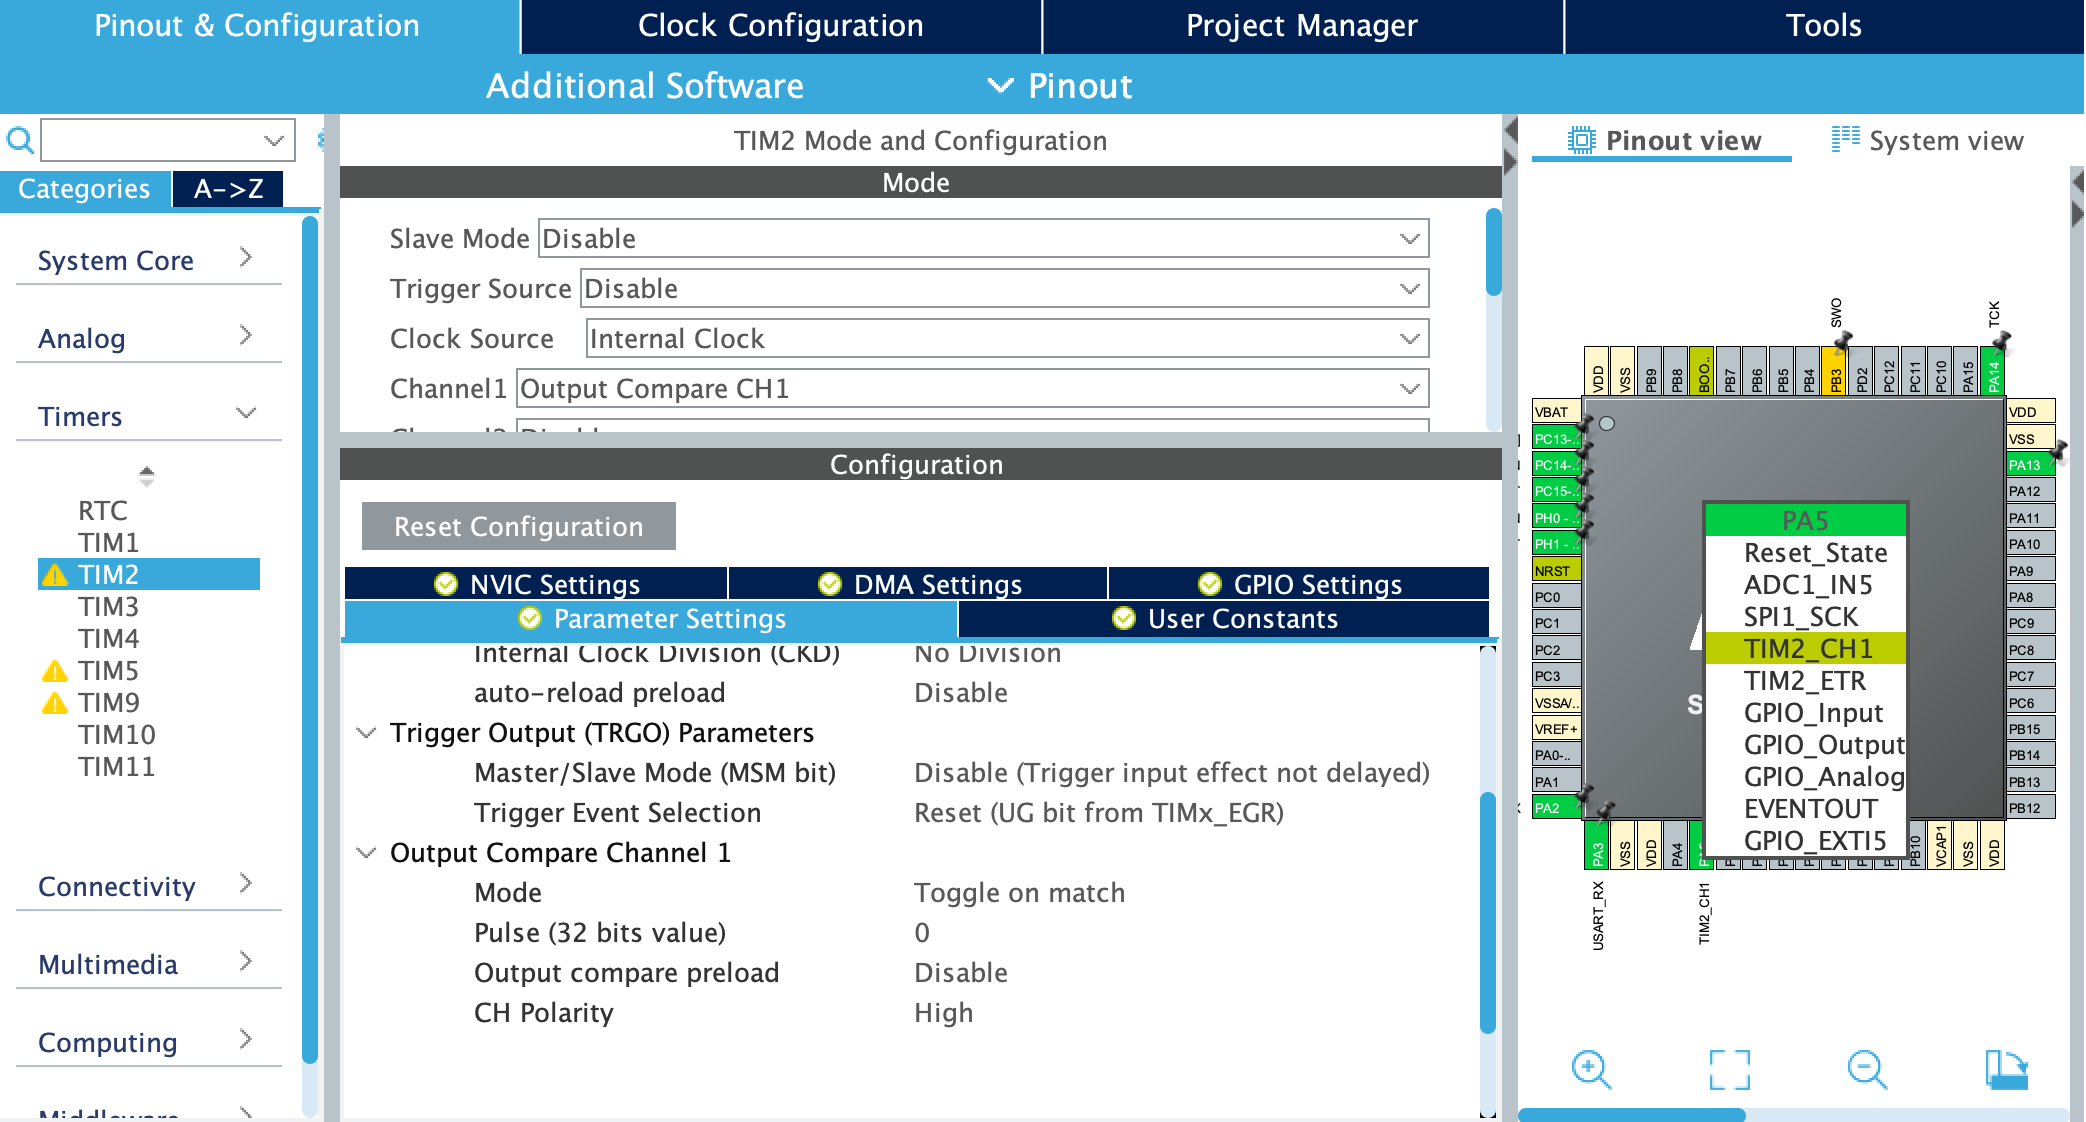 Pinout & Configuration
Clock Configuration
Project Manager
Tools
Additional Software
Pinout
Categories
A->Z
System Core
Analog
Timers
RTC
TIM1
TIM2
TIM3
TIM4
TIM5
TIM9
TIM10
TIM11
Connectivity
Multimedia
Computing
Middleware
TIM2 Mode and Configuration
Mode
Slave Mode Disable
Trigger Source Disable
Clock Source Internal Clock
Channel1 Output Compare CH1
Channel2 Disable
Configuration
Reset Configuration
NVIC Settings
DMA Settings
GPIO Settings
Parameter Settings
User Constants
Internal Clock Division (CKD) No Division
auto-reload preload Disable
Trigger Output (TRGO) Parameters
Master/Slave Mode (MSM bit) Disable (Trigger input effect not delayed)
Trigger Event Selection Reset (UG bit from TIMx_EGR)
Output Compare Channel 1
Mode Toggle on match
Pulse (32 bits value) 0
Output compare preload Disable
CH Polarity High
Pinout view
System view
SWO
TCK
VDD
VSS
PB9
PB8
BOO..
PB7
PB6
PB5
PB4
PB3
PD2
PC12
PC11
PC10
PA15
PA14
VBAT
PC13-..
PC14-..
PC15-..
PH0 - ..
PH1 - ..
NRST
PC0
PC1
PC2
PC3
VSSA/..
VREF+
PA0-..
PA1
PA2
PA5
Reset_State
ADC1_IN5
SPI1_SCK
TIM2_CH1
TIM2_ETR
GPIO_Input
GPIO_Output
GPIO_Analog
EVENTOUT
GPIO_EXTI5
VDD
VSS
PA13
PA12
PA11
PA10
PA9
PA8
PC9
PC8
PC7
PC6
PB15
PB14
PB13
PB12
PA3
VSS
VDD
PA4
PB10
VCAP1
VSS
VDD
USART_RX
TIM2_CH1